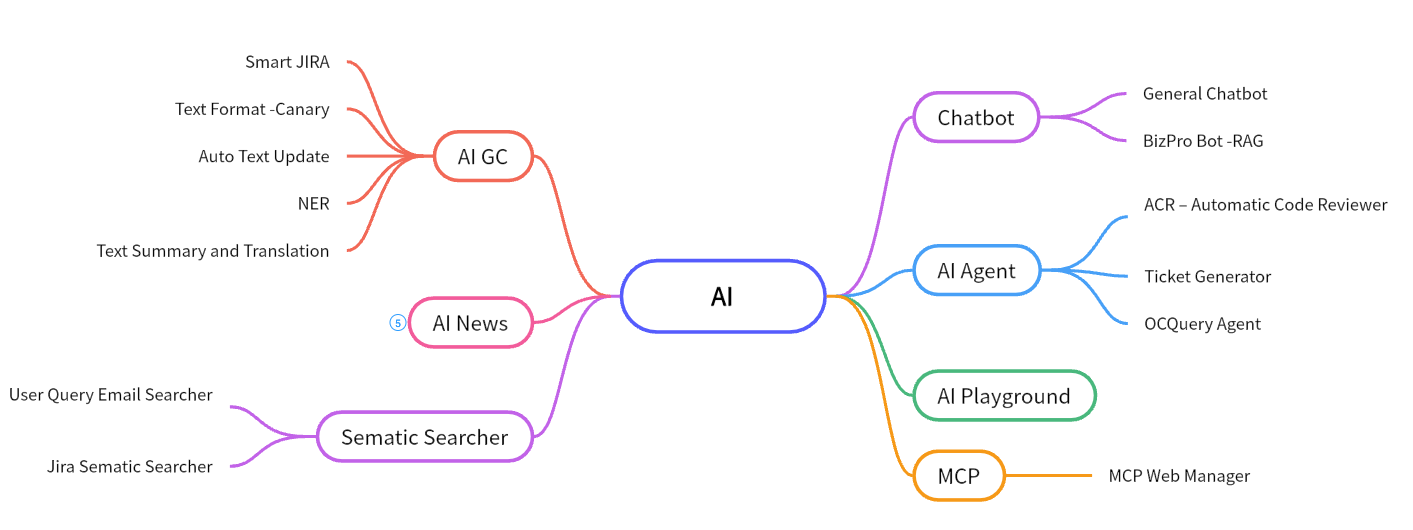 AI
AI GC
Smart JIRA
Text Format -Canary
Auto Text Update
NER
Text Summary and Translation
AI News
5
Sematic Searcher
User Query Email Searcher
Jira Sematic Searcher
Chatbot
General Chatbot
BizPro Bot -RAG
AI Agent
ACR – Automatic Code Reviewer
Ticket Generator
OCQuery Agent
AI Playground
MCP
MCP Web Manager